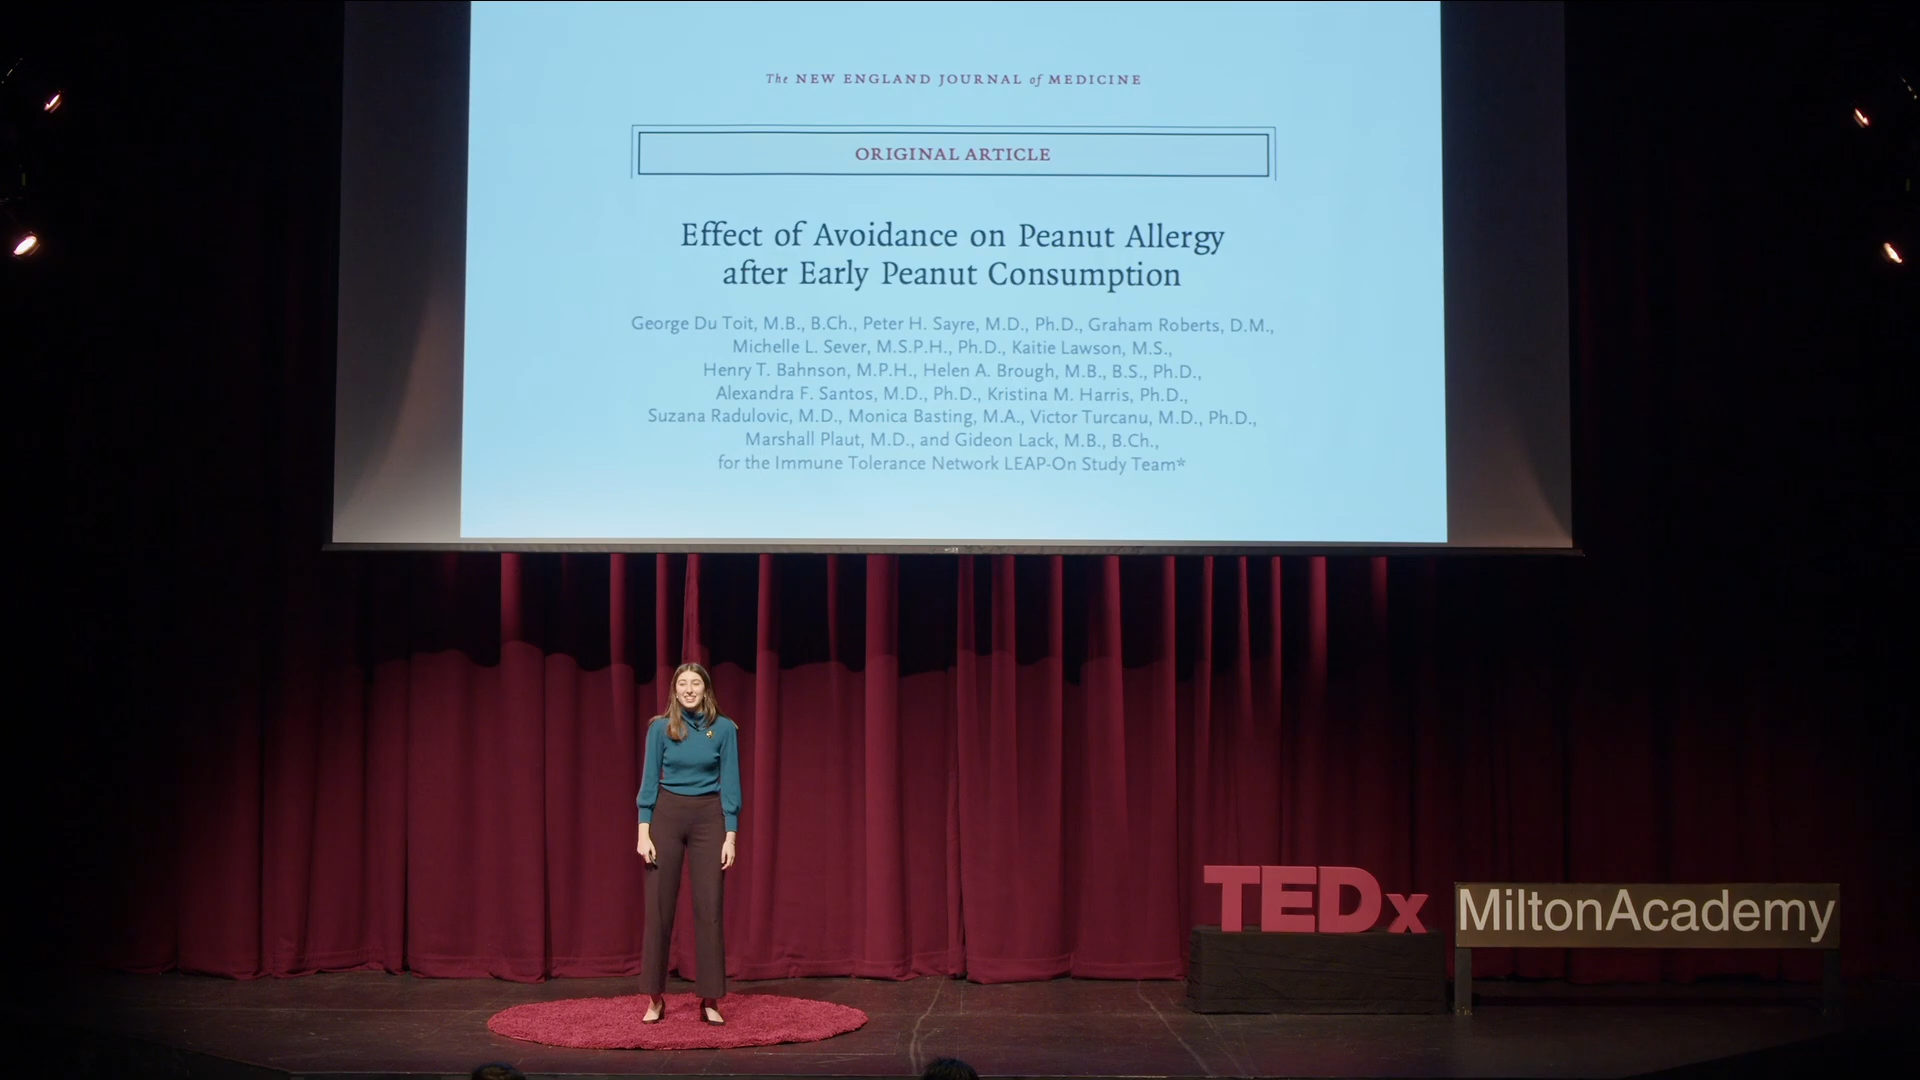 The NEW ENGLAND JOURNAL of MEDICINE
ORIGINAL ARTICLE
Effect of Avoidance on Peanut Allergy
after Early Peanut Consumption
George Du Toit, M.B., B.Ch., Peter H. Sayre, M.D., Ph.D., Graham Roberts, D.M.,
Michelle L. Sever, M.S.P.H., Ph.D., Kaitie Lawson, M.S.,
Henry T. Bahnson, M.P.H., Helen A. Brough, M.B., B.S., Ph.D.,
Alexandra F. Santos, M.D., Ph.D., Kristina M. Harris, Ph.D.,
Suzana Radulovic, M.D., Monica Basting, M.A., Victor Turcanu, M.D., Ph.D.,
Marshall Plaut, M.D., and Gideon Lack, M.B., B.Ch.,
for the Immune Tolerance Network LEAP-On Study Team*
TEDx
MiltonAcademy